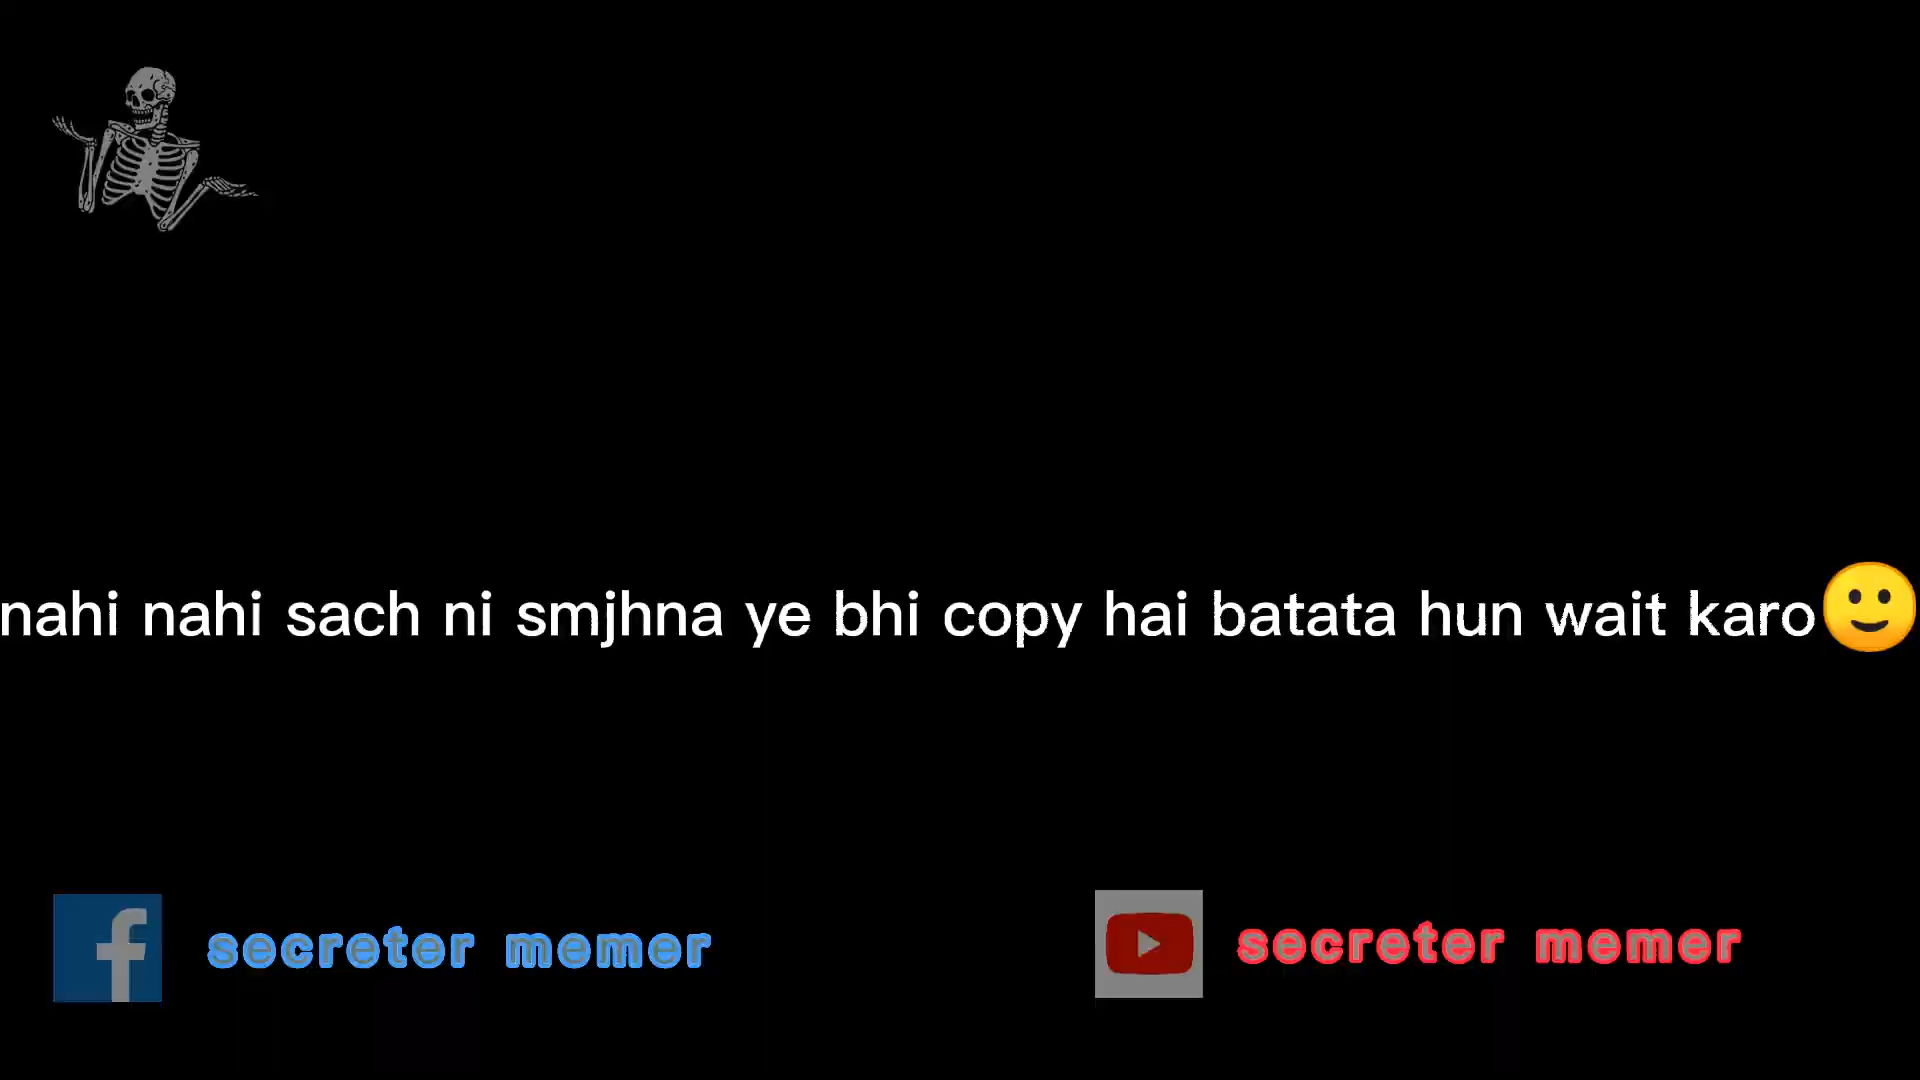 nahi nahi sach ni smjhna ye bhi copy hai batata hun wait karo🙂
secreter memer
secreter memer